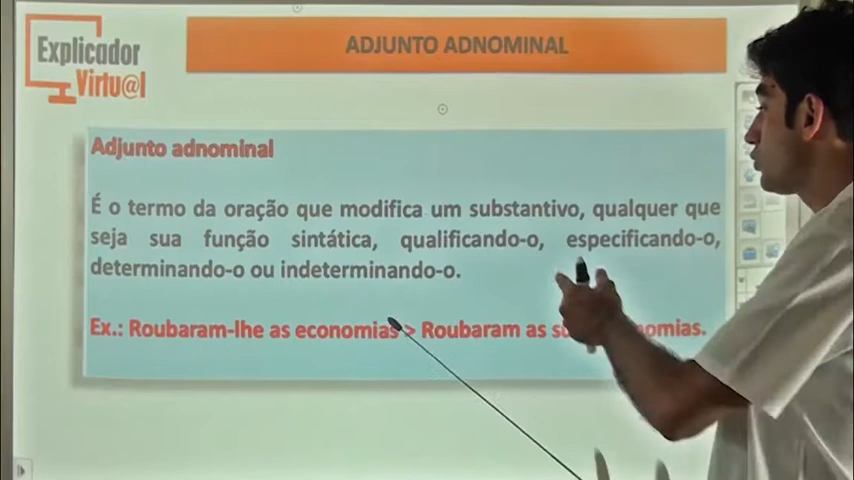 Explicador
Virtu@l
ADJUNTO ADNOMINAL
Adjunto adnominal
É o termo da oração que modifica um substantivo, qualquer que
seja sua função sintática, qualificando-o, especificando-o,
determinando-o ou indeterminando-o.
Ex.: Roubaram-lhe as economias > Roubaram as